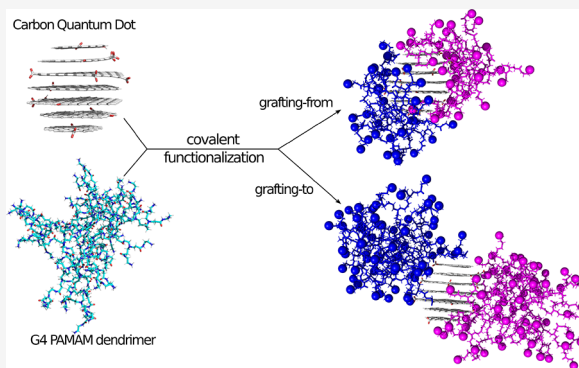 Carbon Quantum Dot
grafting-from
covalent
functionalization
grafting-to
G4 PAMAM dendrimer